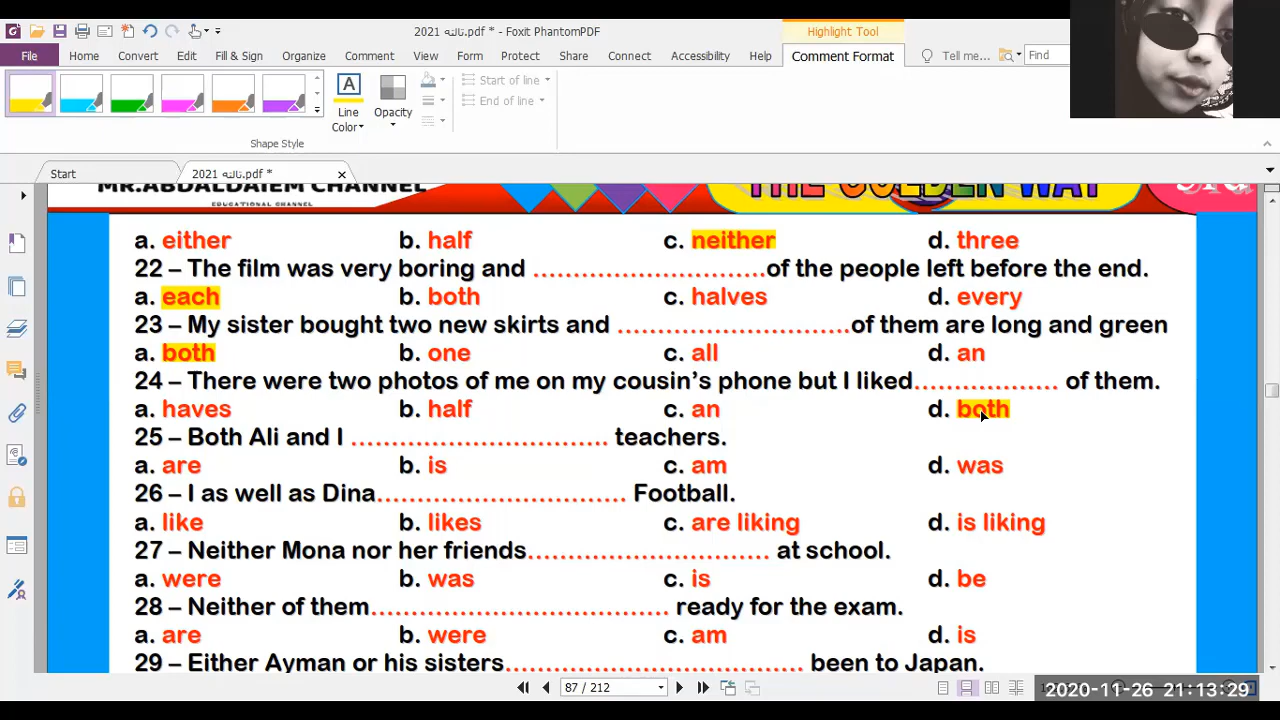 2021 ثالثة.pdf * - Foxit PhantomPDF
Highlight Tool
File Home Convert Edit Fill & Sign Organize Comment View Form Protect Share Connect Accessibility Help Comment Format Tell me... Find
Line Color
Opacity
Start of line
End of line
Shape Style
Start
2021 ثالثة.pdf *
MR.ABDALDAIEM CHANNEL
EDUCATIONAL CHANNEL
THE GOLDEN WAY
3rd
a. either b. half c. neither d. three
22 – The film was very boring and ............................of the people left before the end.
a. each b. both c. halves d. every
23 – My sister bought two new skirts and ............................of them are long and green
a. both b. one c. all d. an
24 – There were two photos of me on my cousin’s phone but I liked................. of them.
a. haves b. half c. an d. both
25 – Both Ali and I ............................... teachers.
a. are b. is c. am d. was
26 – I as well as Dina.............................. Football.
a. like b. likes c. are liking d. is liking
27 – Neither Mona nor her friends.............................. at school.
a. were b. was c. is d. be
28 – Neither of them..................................... ready for the exam.
a. are b. were c. am d. is
29 – Either Ayman or his sisters..................................... been to Japan.
87 / 212
2020-11-26 21:13:29